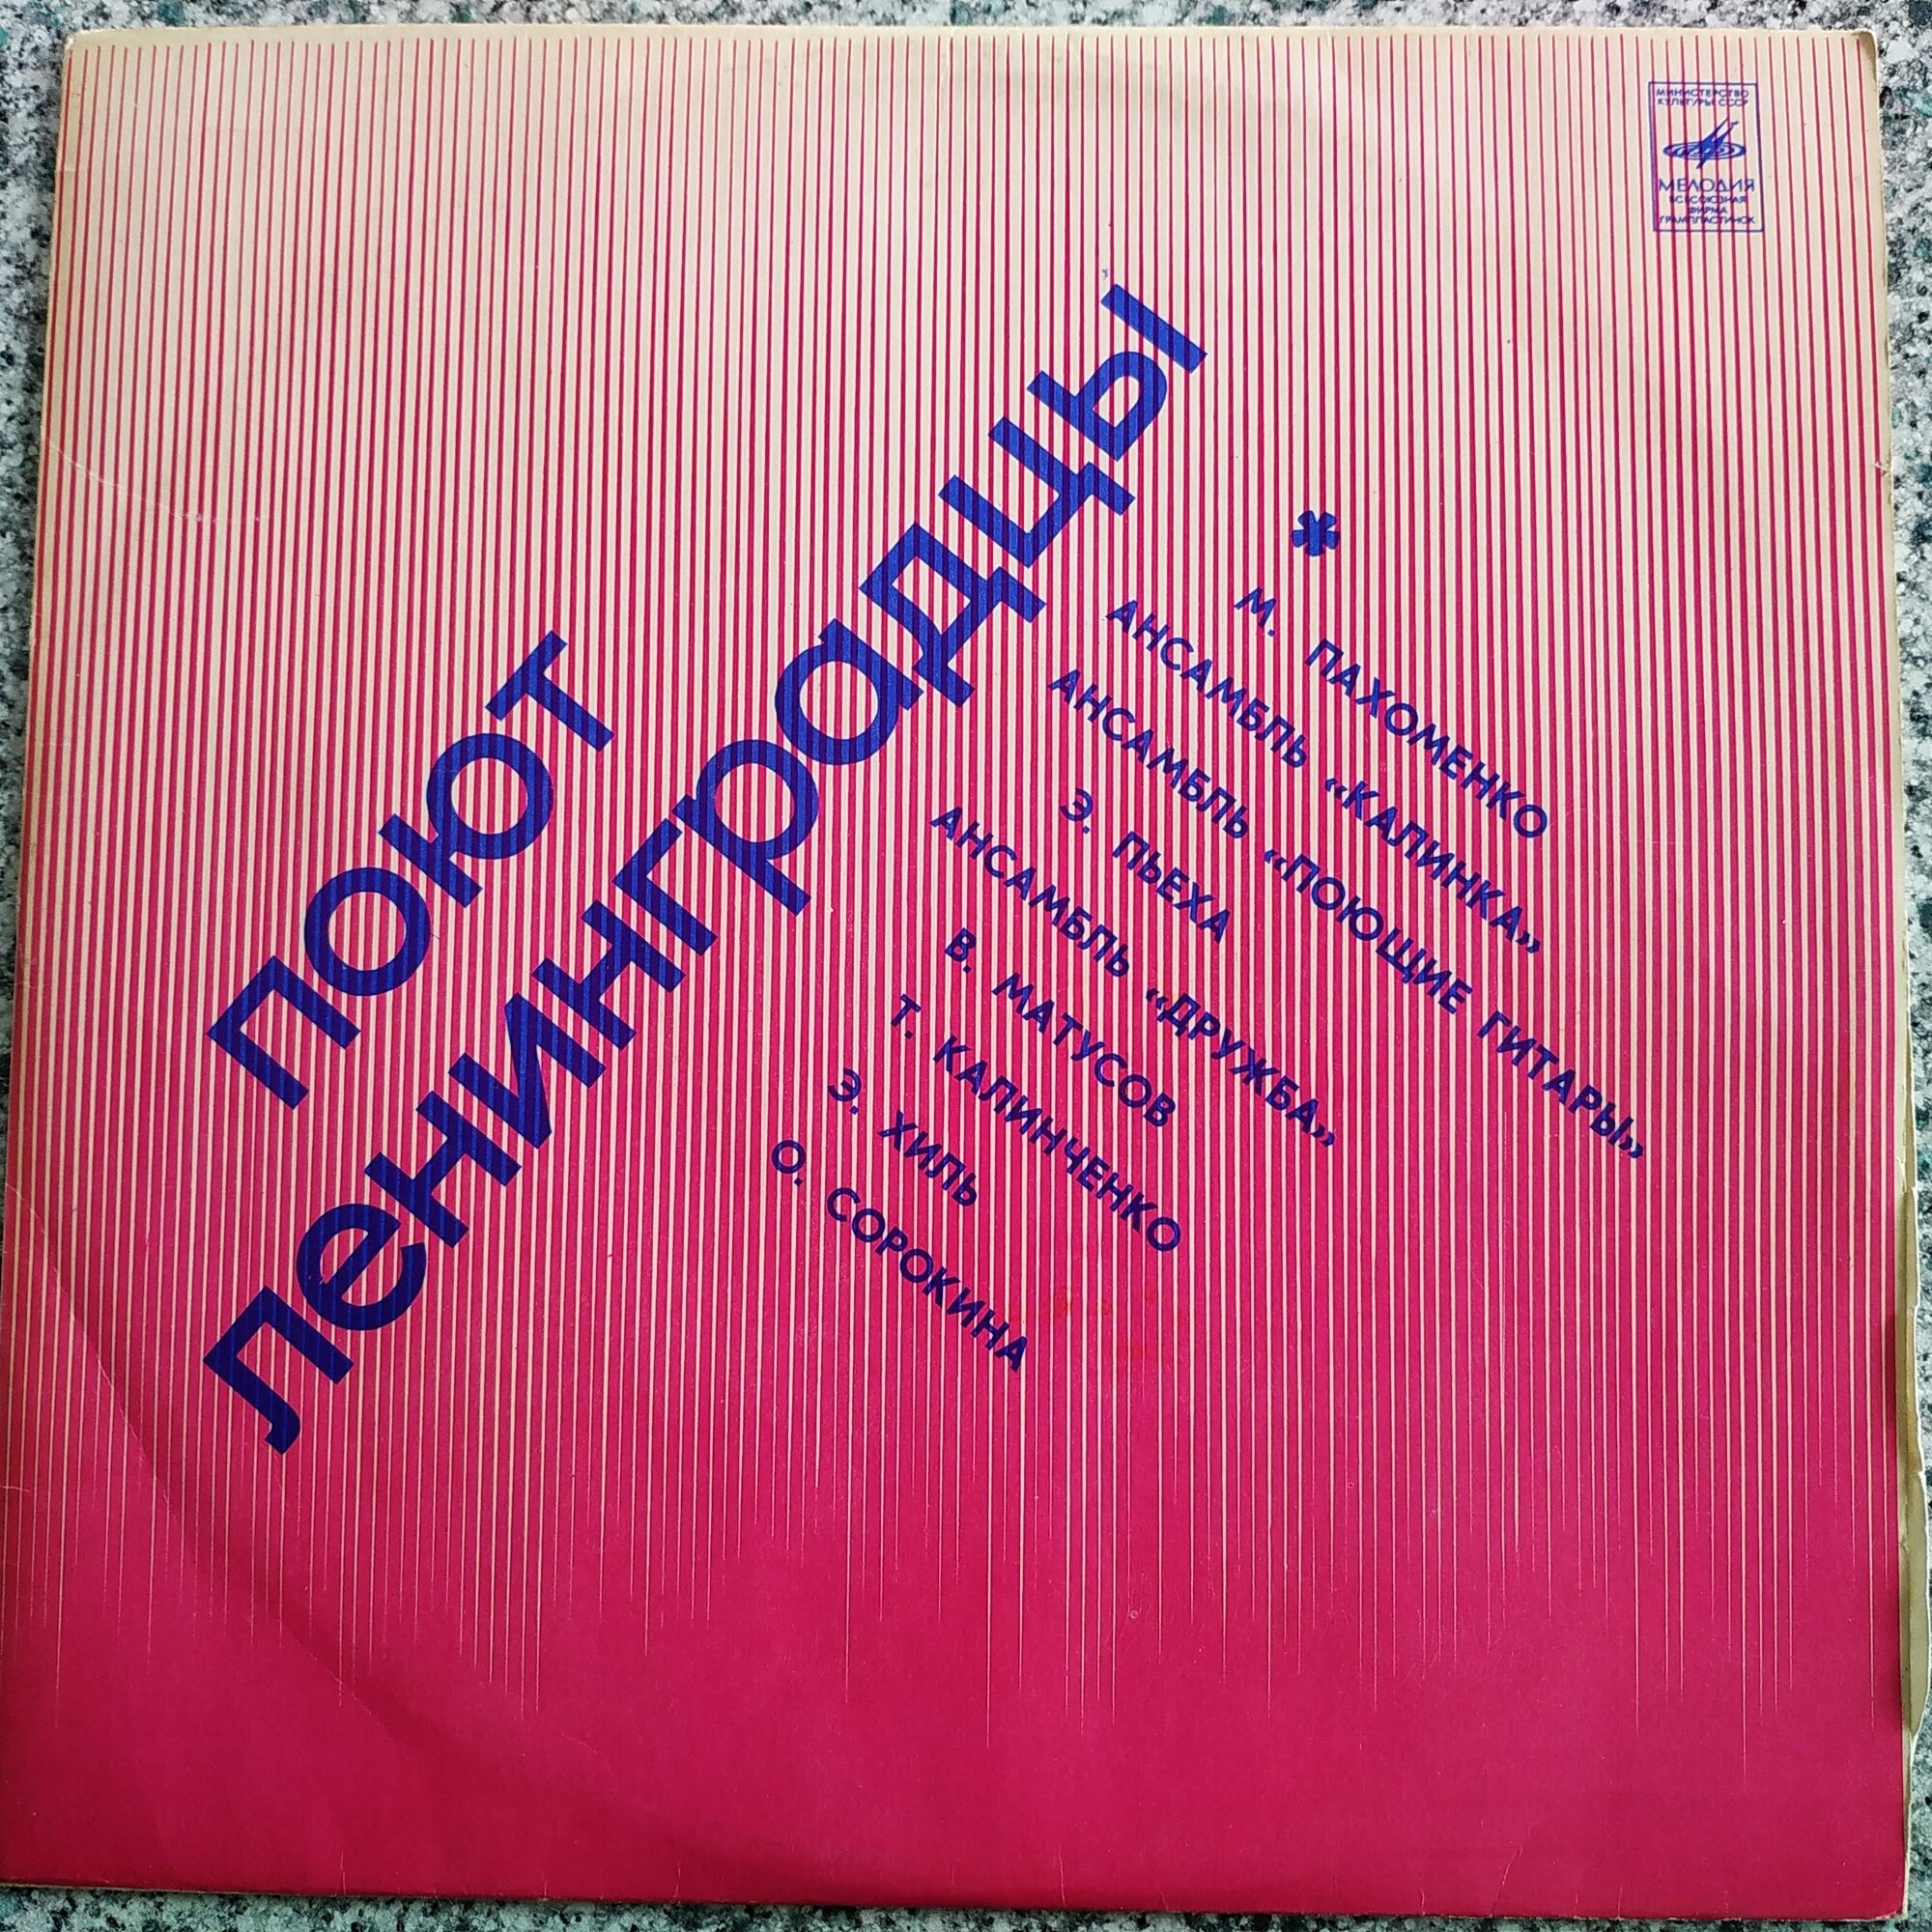 МИНИСТЕРСТВО
КУЛЬТУРЫ СССР
МЕЛОДИЯ
ВСЕСОЮЗНАЯ
ФИРМА
ГРАМПЛАСТИНОК
поют
ленинградцы
*
М. ПАХОМЕНКО
АНСАМБЛЬ «КАЛИНКА»
АНСАМБЛЬ «ПОЮЩИЕ ГИТАРЫ»
Э. ПЬЕХА
АНСАМБЛЬ «ДРУЖБА»
В. МАТУСОВ
Т. КАЛИНЧЕНКО
Э. ХИЛЬ
О. СОРОКИНА